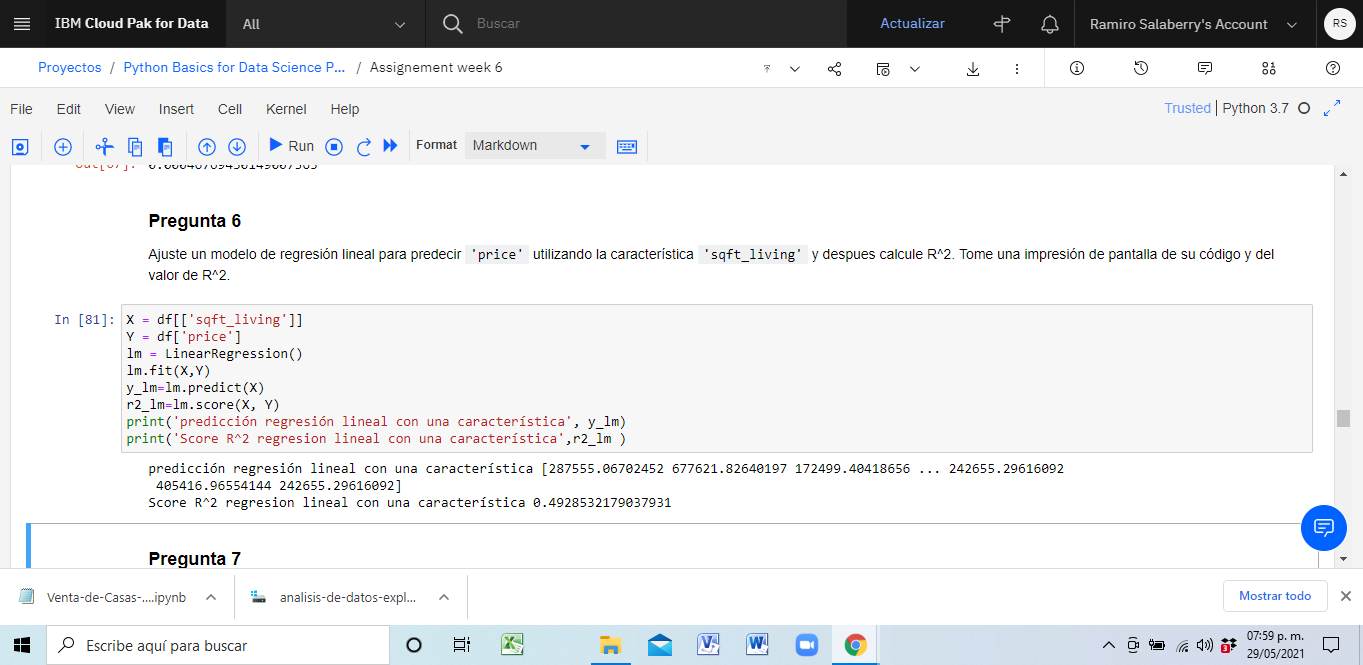 IBM Cloud Pak for Data
All
Buscar
Actualizar
Ramiro Salaberry's Account
RS
Proyectos / Python Basics for Data Science P... / Assignement week 6
File Edit View Insert Cell Kernel Help
Trusted | Python 3.7
Run
Format
Markdown
Pregunta 6
Ajuste un modelo de regresión lineal para predecir 'price' utilizando la característica 'sqft_living' y despues calcule R^2. Tome una impresión de pantalla de su código y del
valor de R^2.
In [81]:
X = df[['sqft_living']]
Y = df['price']
lm = LinearRegression()
lm.fit(X,Y)
y_lm=lm.predict(X)
r2_lm=lm.score(X, Y)
print('predicción regresión lineal con una característica', y_lm)
print('Score R^2 regresion lineal con una característica',r2_lm )
predicción regresión lineal con una característica [287555.06702452 677621.82640197 172499.40418656 ... 242655.29616092
405416.96554144 242655.29616092]
Score R^2 regresion lineal con una característica 0.4928532179037931
Pregunta 7
Venta-de-Casas-....ipynb
analisis-de-datos-expl...
Mostrar todo
Escribe aquí para buscar
3
07:59 p. m.
29/05/2021